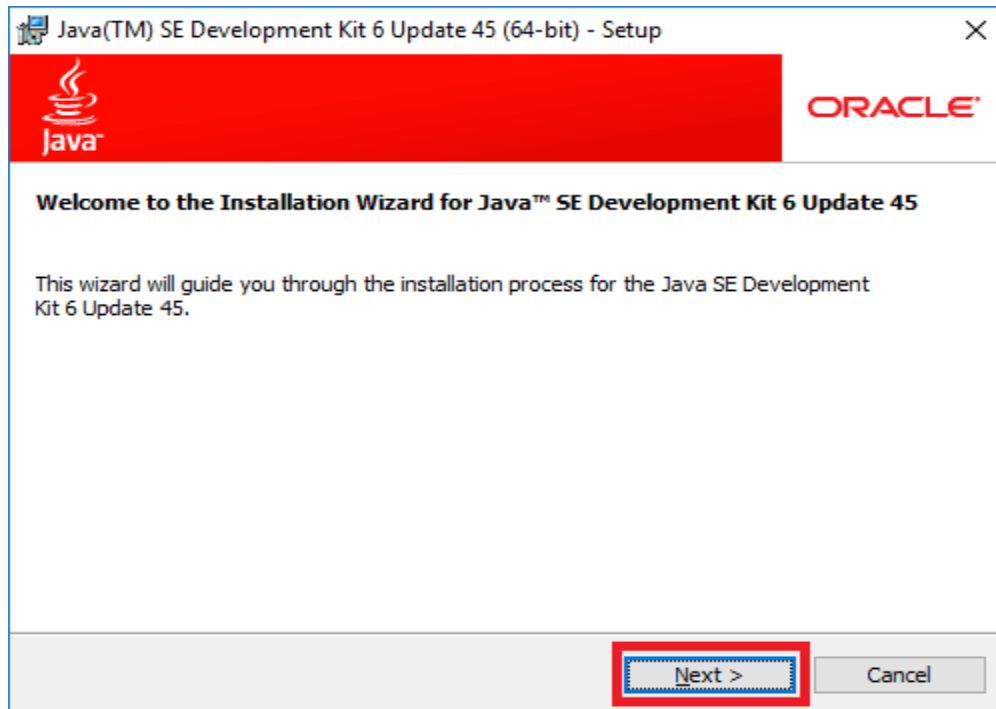 Java(TM) SE Development Kit 6 Update 45 (64-bit) - Setup
Java™
ORACLE®
Welcome to the Installation Wizard for Java™ SE Development Kit 6 Update 45
This wizard will guide you through the installation process for the Java SE Development
Kit 6 Update 45.
Next >
Cancel